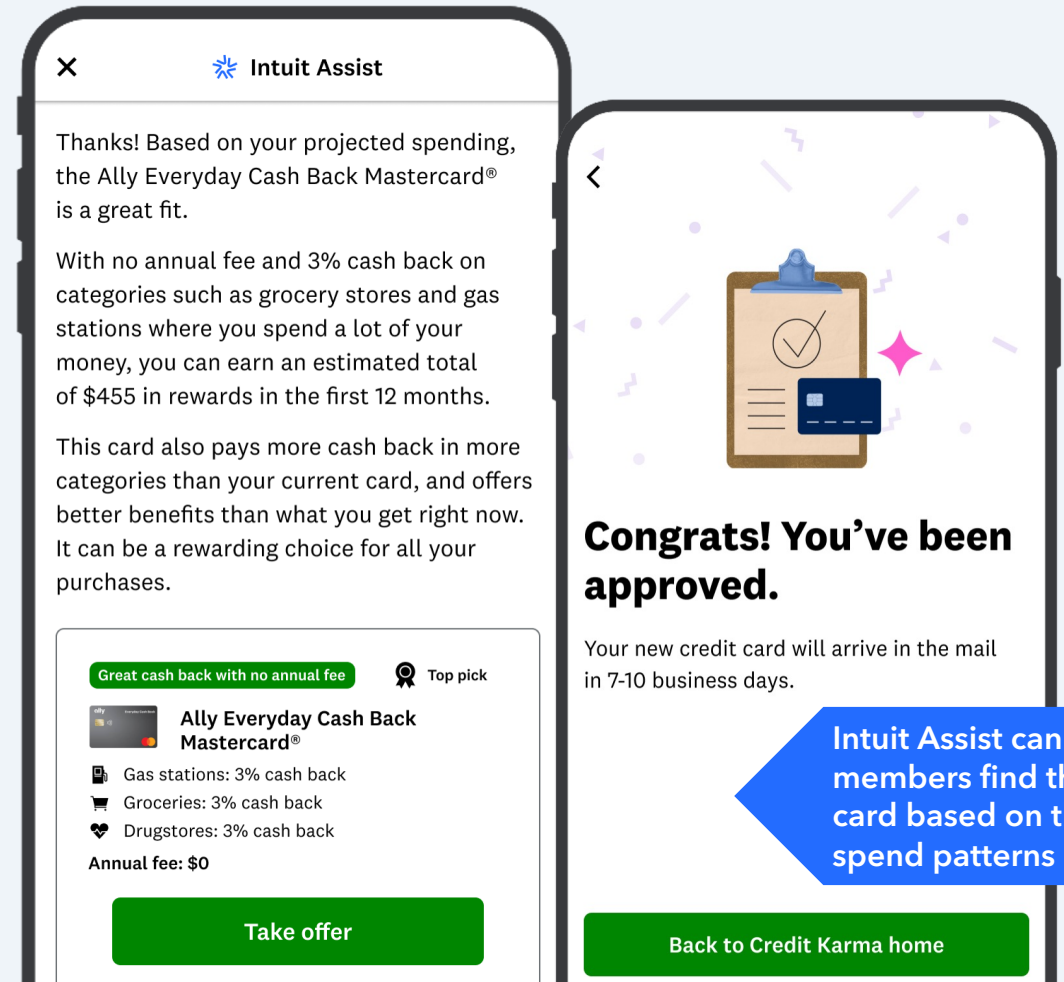 Intuit Assist
Thanks! Based on your projected spending,
the Ally Everyday Cash Back Mastercard®
is a great fit.
With no annual fee and 3% cash back on
categories such as grocery stores and gas
stations where you spend a lot of your
money, you can earn an estimated total
of $455 in rewards in the first 12 months.
This card also pays more cash back in more
categories than your current card, and offers
better benefits than what you get right now.
It can be a rewarding choice for all your
purchases.
Great cash back with no annual fee
Top pick
ally
Ally Everyday Cash Back
Mastercard®
Gas stations: 3% cash back
Groceries: 3% cash back
Drugstores: 3% cash back
Annual fee: $0
Take offer
Congrats! You’ve been
approved.
Your new credit card will arrive in the mail
in 7-10 business days.
Intuit Assist can
members find th
card based on t
spend patterns
Back to Credit Karma home